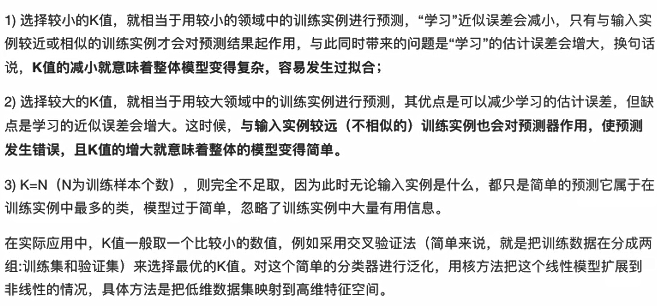 1) 选择较小的K值，就相当于用较小的领域中的训练实例进行预测，“学习”近似误差会减小，只有与输入实
例较近或相似的训练实例才会对预测结果起作用，与此同时带来的问题是“学习”的估计误差会增大，换句话
说，K值的减小就意味着整体模型变得复杂，容易发生过拟合；
2) 选择较大的K值，就相当于用较大领域中的训练实例进行预测，其优点是可以减少学习的估计误差，但缺
点是学习的近似误差会增大。这时候，与输入实例较远（不相似的）训练实例也会对预测器作用，使预测
发生错误，且K值的增大就意味着整体的模型变得简单。
3) K=N（N为训练样本个数），则完全不足取，因为此时无论输入实例是什么，都只是简单的预测它属于在
训练实例中最多的类，模型过于简单，忽略了训练实例中大量有用信息。
在实际应用中，K值一般取一个比较小的数值，例如采用交叉验证法（简单来说，就是把训练数据在分成两
组:训练集和验证集）来选择最优的K值。对这个简单的分类器进行泛化，用核方法把这个线性模型扩展到
非线性的情况，具体方法是把低维数据集映射到高维特征空间。